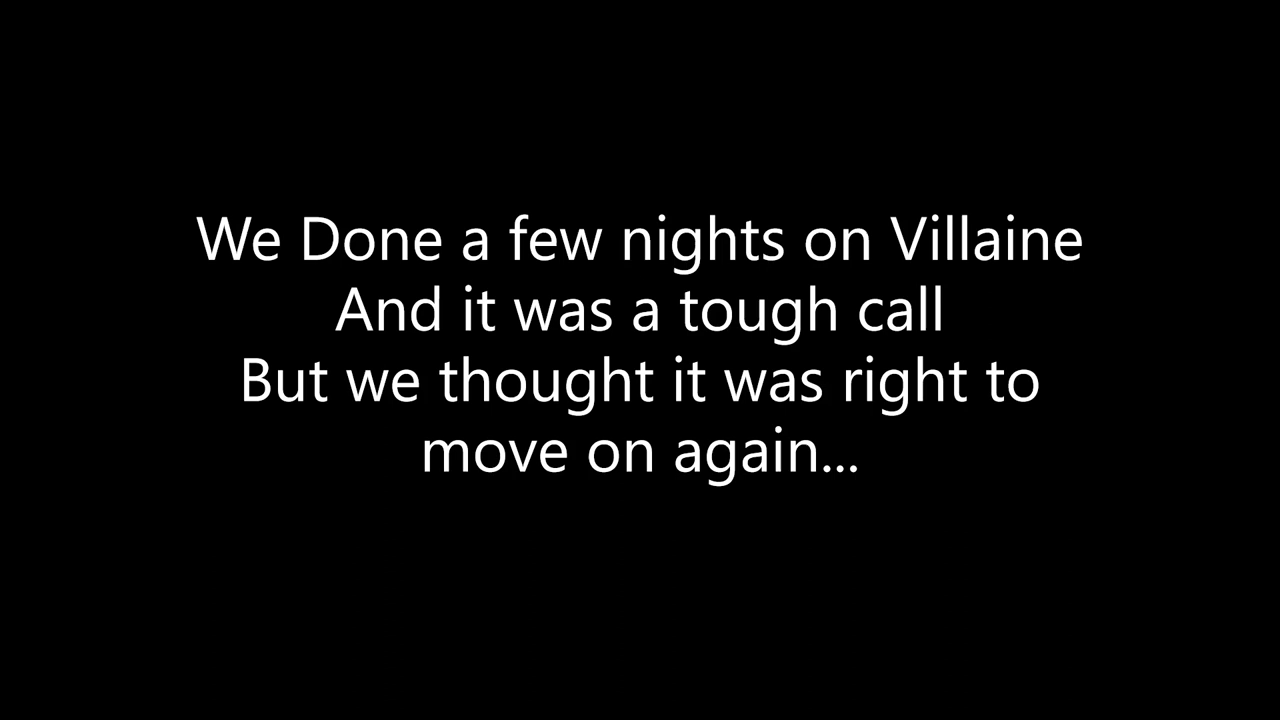 We Done a few nights on Villaine
And it was a tough call
But we thought it was right to
move on again...